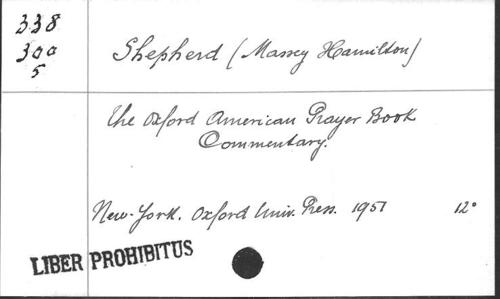 338
300
5
Shepherd (Massey Hamilton)
The Oxford American Prayer Book
Commentary.
New-York. Oxford Univ. Press. 1951 12°
LIBER PROHIBITUS